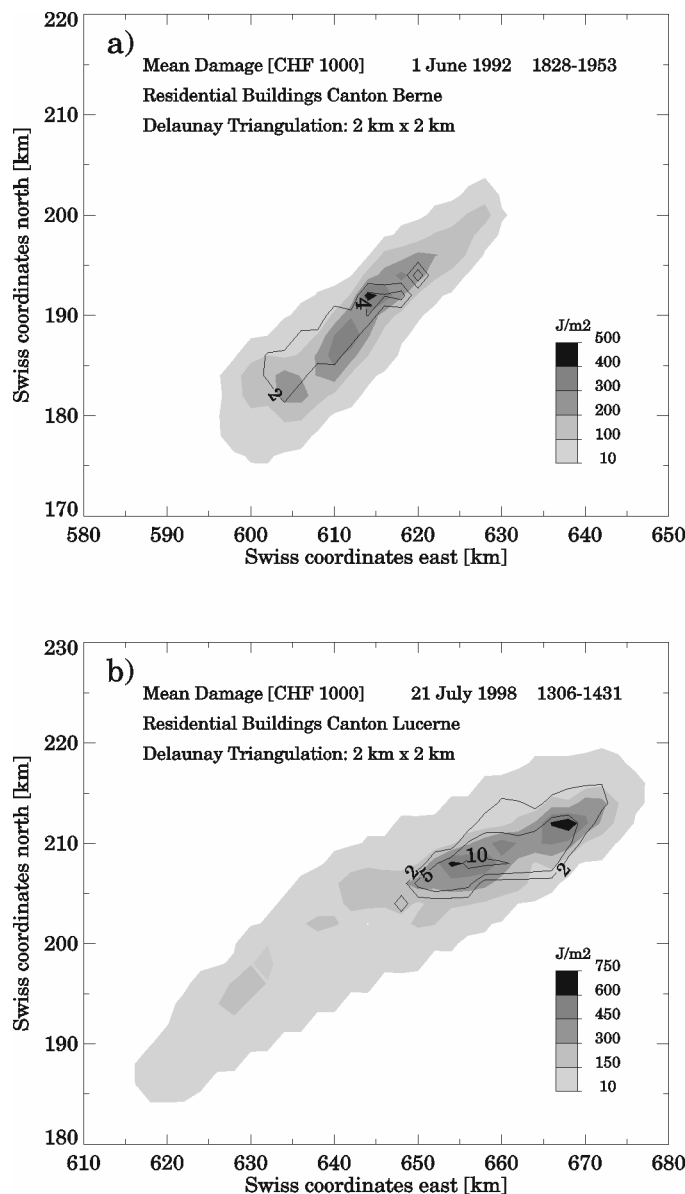 220
a)
Mean Damage [CHF 1000] 1 June 1992 1828-1953
Residential Buildings Canton Berne
210
Delaunay Triangulation: 2 km x 2 km
Swiss coordinates north [km]
200
190
4
J/m2
500
400
300
200
100
10
2
180
170
580 590 600 610 620 630 640 650
Swiss coordinates east [km]
230
b)
Mean Damage [CHF 1000] 21 July 1998 1306-1431
Residential Buildings Canton Lucerne
220
Delaunay Triangulation: 2 km x 2 km
Swiss coordinates north [km]
210
10
2
5
2
200
J/m2
750
600
450
300
150
10
190
180
610 620 630 640 650 660 670 680
Swiss coordinates east [km]